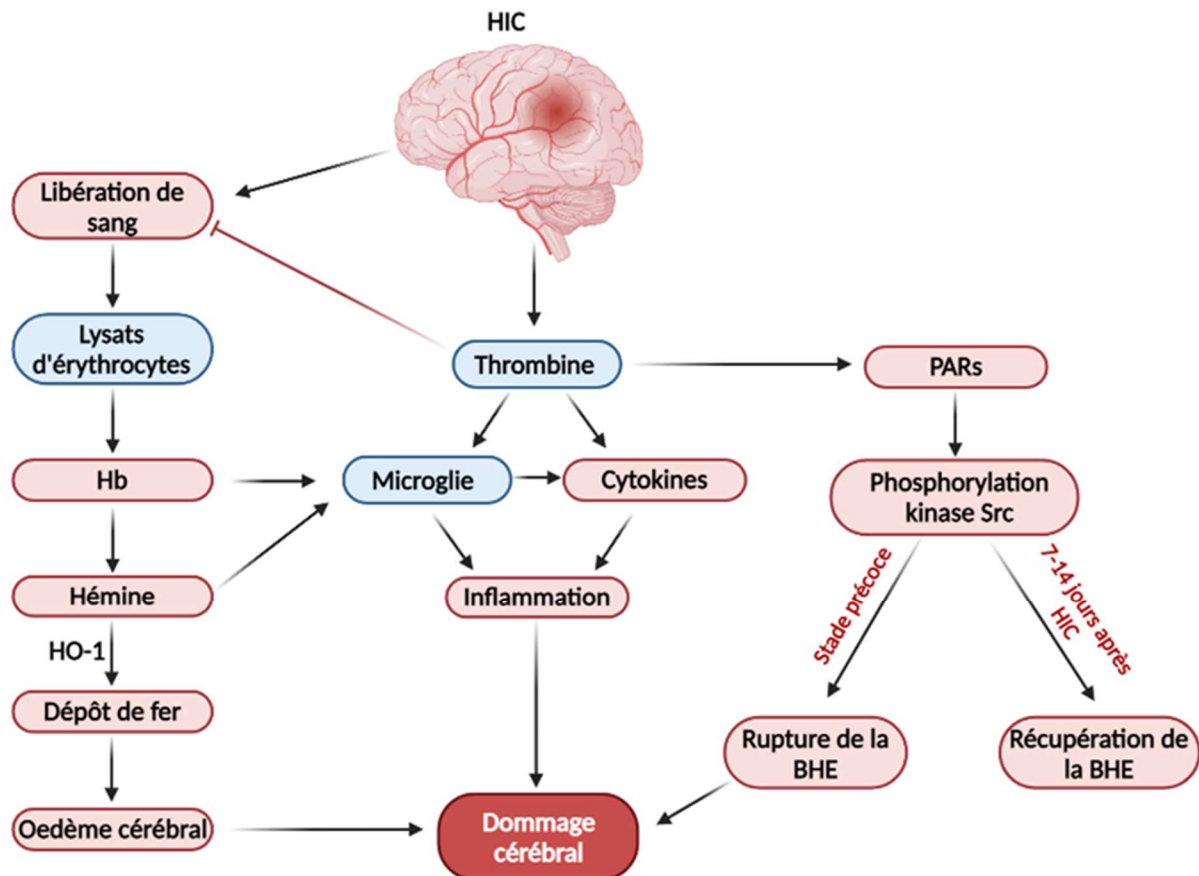 HIC
Libération de
sang
Lysats
d'érythrocytes
Thrombine
PARs
Hb
Microglie
Cytokines
Phosphorylation
kinase Src
Hémine
Inflammation
Stade précoce
7-14 jours après
HIC
HO-1
Dépôt de fer
Rupture de la
BHE
Récupération de
la BHE
Oedème cérébral
Dommage
cérébral